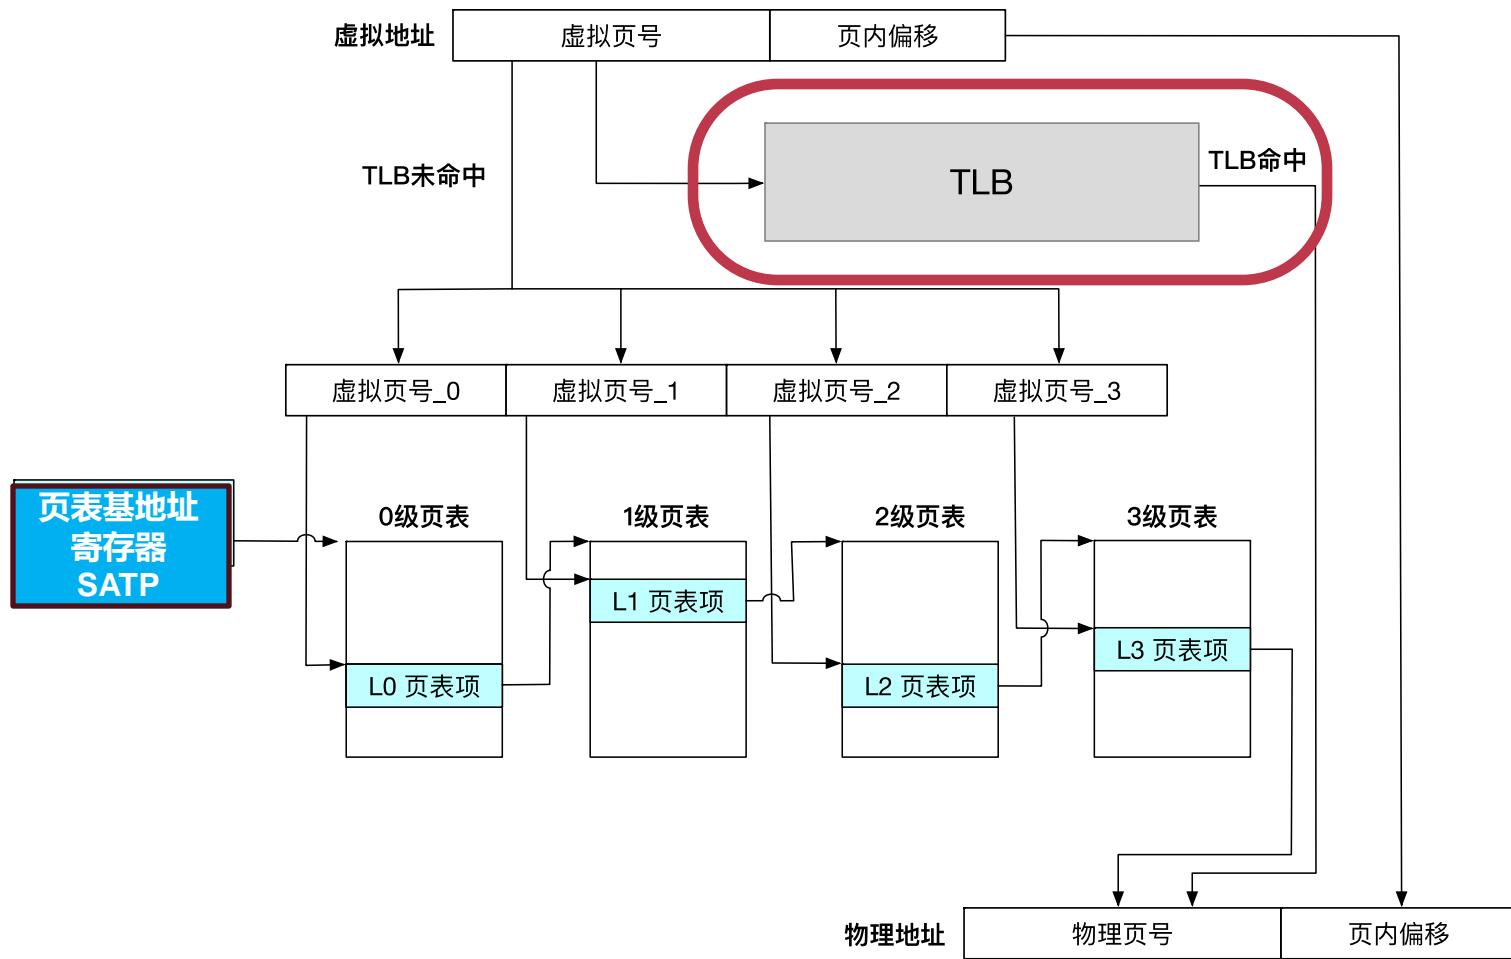 虚拟地址
虚拟页号
页内偏移
TLB未命中
TLB
TLB命中
虚拟页号_0
虚拟页号_1
虚拟页号_2
虚拟页号_3
页表基地址
寄存器
SATP
0级页表
1级页表
2级页表
3级页表
L1 页表项
L3 页表项
L0 页表项
L2 页表项
物理地址
物理页号
页内偏移